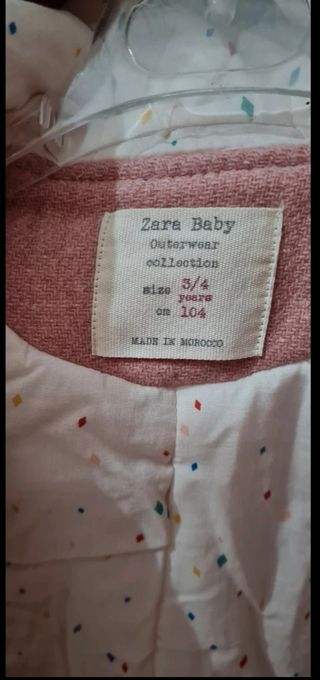 Zara Baby
Outerwear
collection
size 3/4
years
cm 104
MADE IN MOROCCO